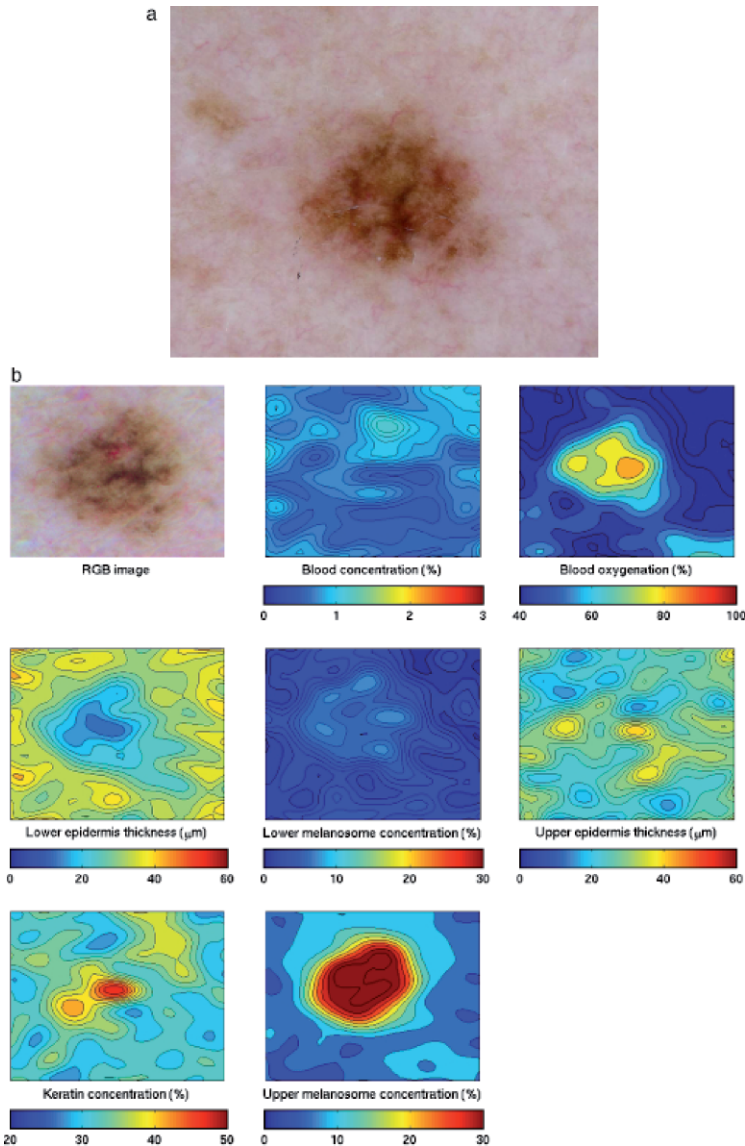 a
b
RGB image
Blood concentration (%)
Blood oxygenation (%)
0 1 2 3
40 60 80 100
Lower epidermis thickness (μm)
Lower melanosome concentration (%)
Upper epidermis thickness (μm)
0 20 40 60
0 10 20 30
0 20 40 60
Keratin concentration (%)
Upper melanosome concentration (%)
20 30 40 50
0 10 20 30